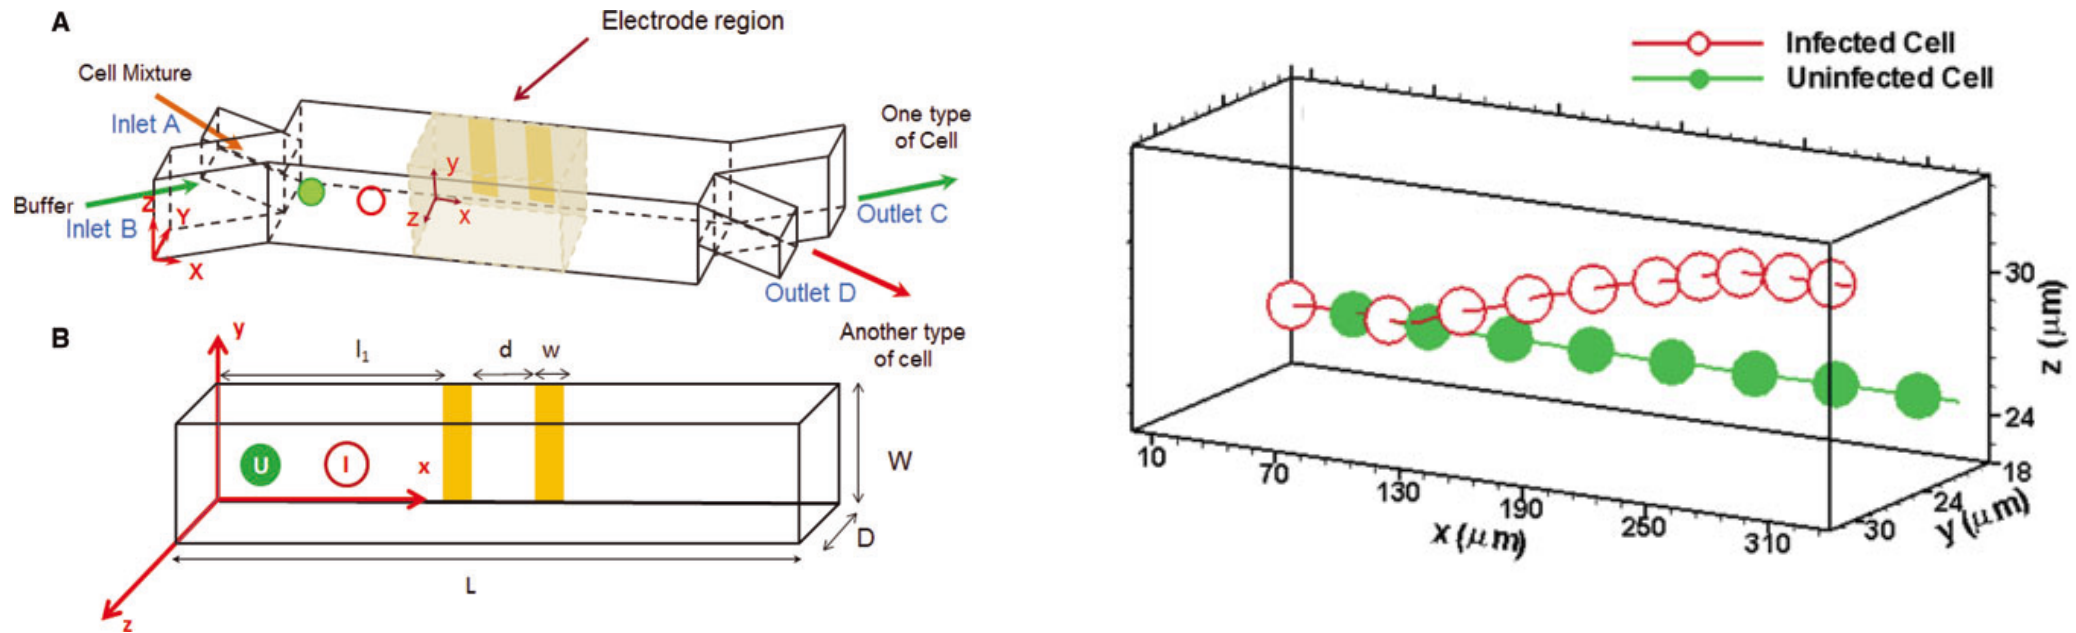 A
Electrode region
Cell Mixture
Inlet A
One type
of Cell
Buffer
Inlet B
Z
Y
X
y
z
x
Outlet C
Outlet D
Another type
of cell
B
y
l1
d
w
U
I
x
W
D
L
z
Infected Cell
Uninfected Cell
30
24
18
z (μm)
10
70
130
190
250
310
x (μm)
24
30
y (μm)